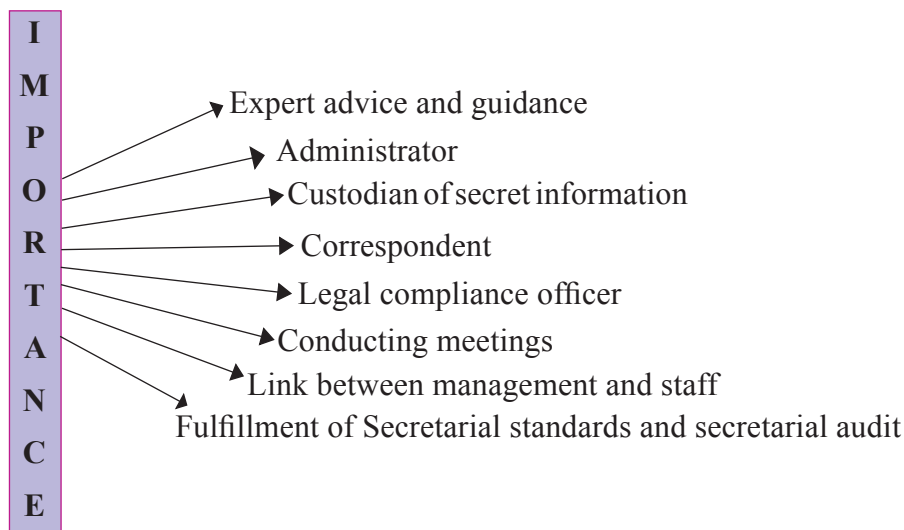 IMPORTANCE
Expert advice and guidance
Administrator
Custodian of secret information
Correspondent
Legal compliance officer
Conducting meetings
Link between management and staff
Fulfillment of Secretarial standards and secretarial audit